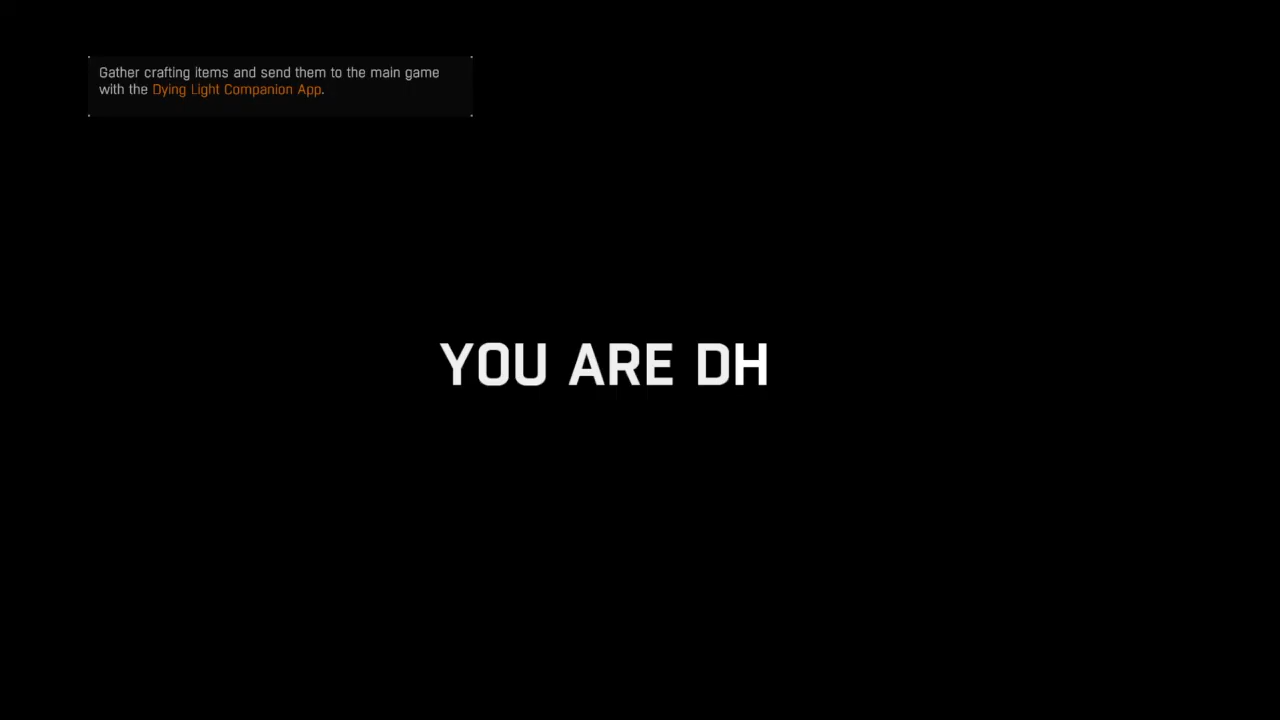 Gather crafting items and send them to the main game
with the Dying Light Companion App.
YOU ARE DH